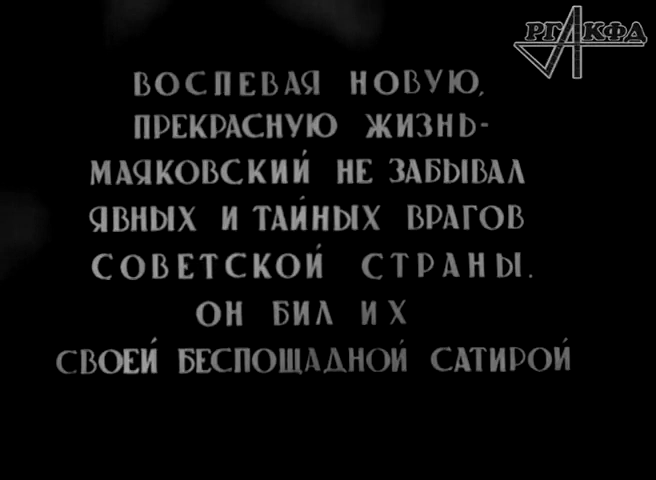 РГАКФД
ВОСПЕВАЯ НОВУЮ,
ПРЕКРАСНУЮ ЖИЗНЬ-
МАЯКОВСКИЙ НЕ ЗАБЫВАЛ
ЯВНЫХ И ТАЙНЫХ ВРАГОВ
СОВЕТСКОЙ СТРАНЫ.
ОН БИЛ ИХ
СВОЕЙ БЕСПОЩАДНОЙ САТИРОЙ